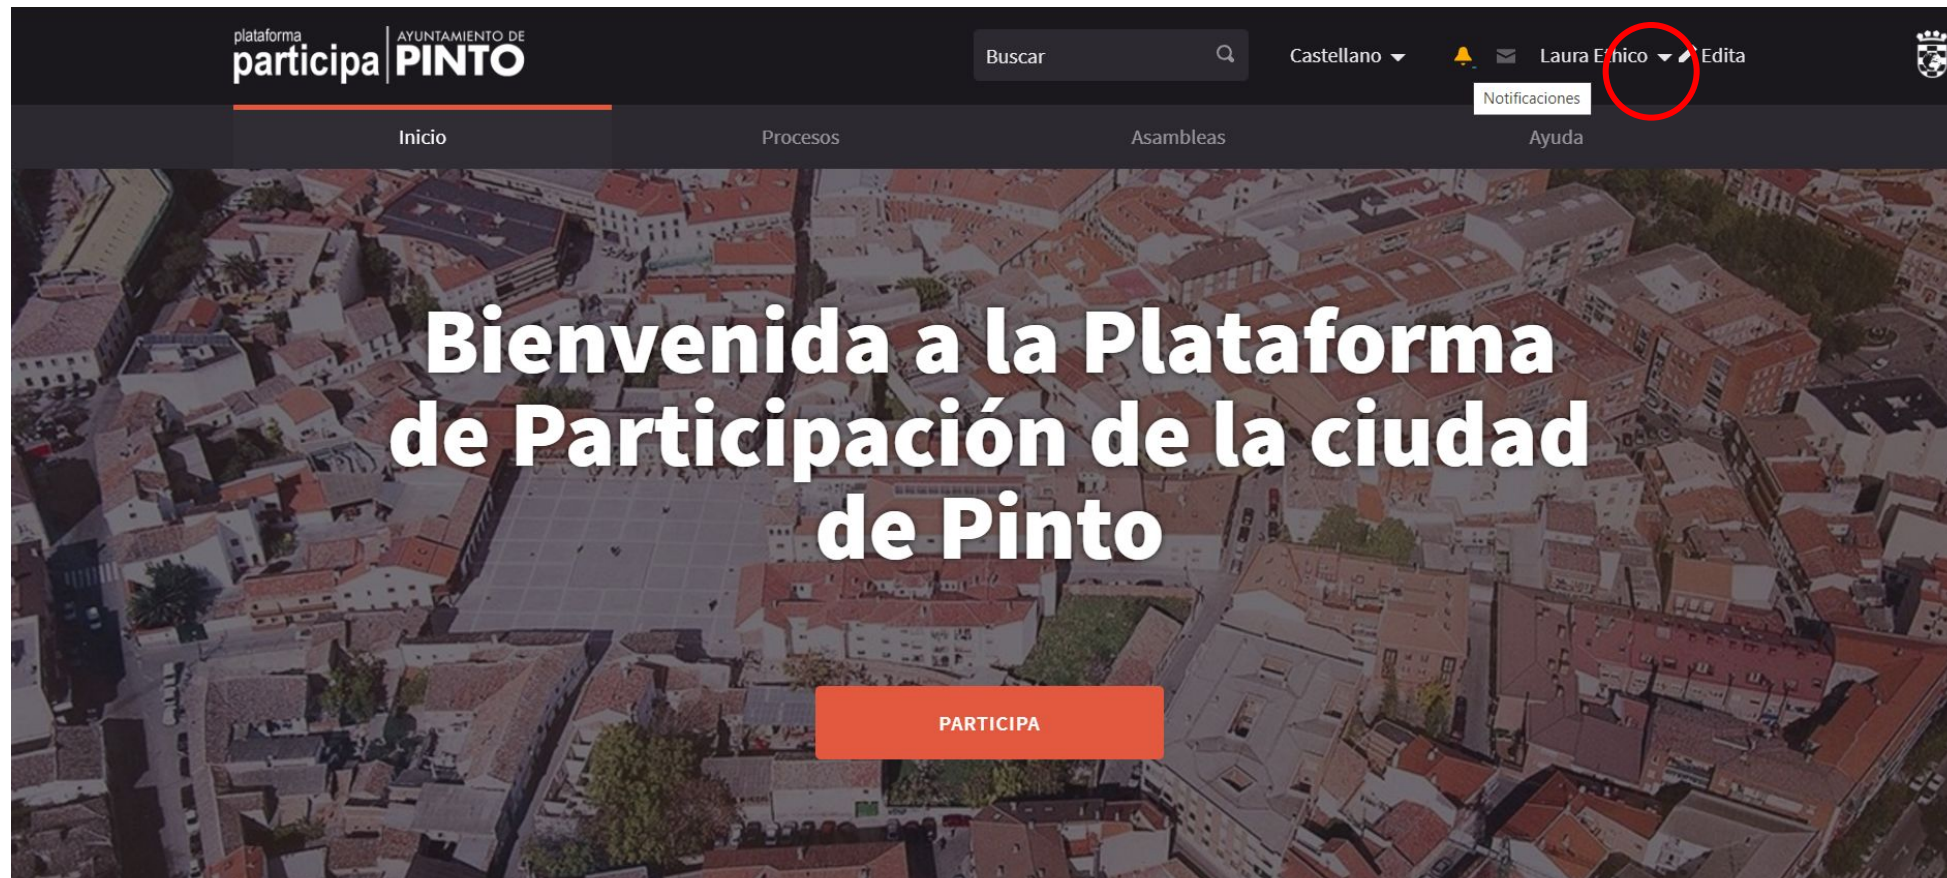 plataforma
participa
AYUNTAMIENTO DE
PINTO
Buscar
Castellano
Laura Ethico
Edita
Notificaciones
Inicio
Procesos
Asambleas
Ayuda
Bienvenida a la Plataforma
de Participación de la ciudad
de Pinto
PARTICIPA